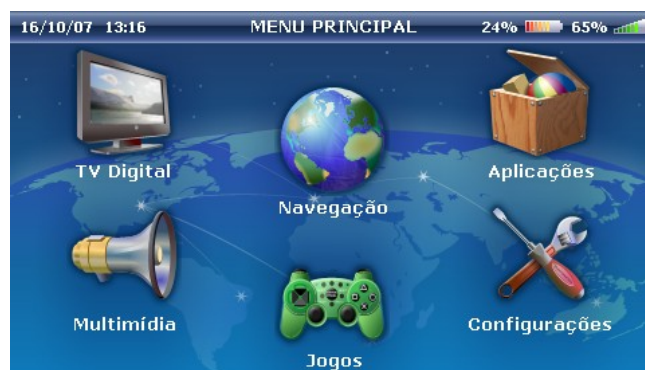 16/10/07 13:16 MENU PRINCIPAL 24% 65%
TV Digital
Navegação
Aplicações
Multimídia
Jogos
Configurações